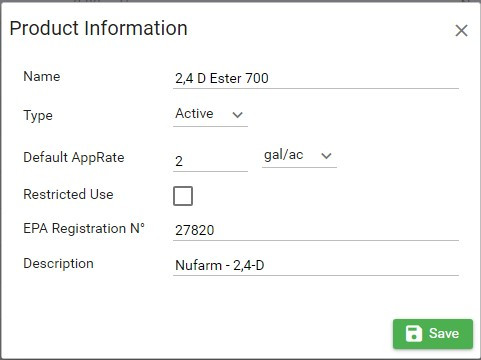 Product Information
Name 2,4 D Ester 700
Type Active
Default AppRate 2 gal/ac
Restricted Use
EPA Registration N° 27820
Description Nufarm - 2,4-D
Save